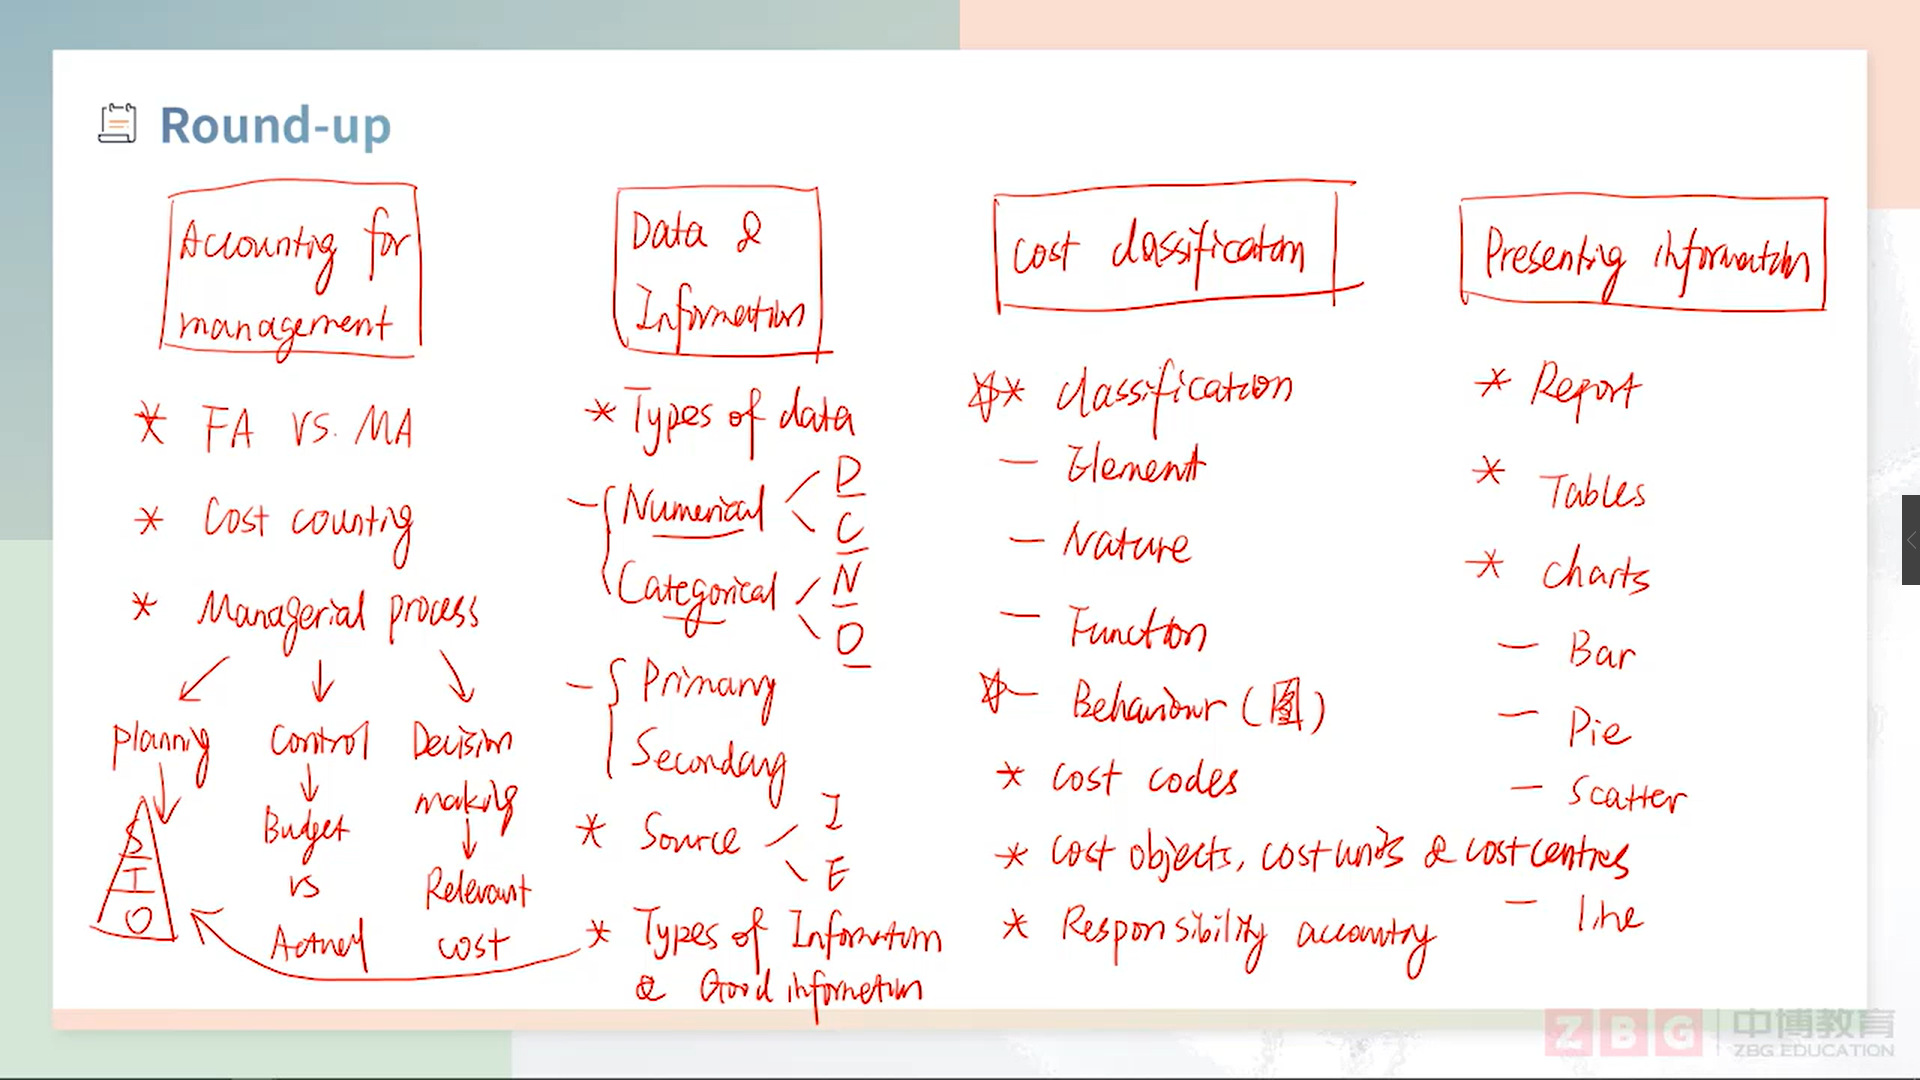 Round-up
Accounting for
management
* FA vs. MA
* Cost counting
* Managerial process
planning
Control
Decision
making
S
I
O
Budget
vs
Actual
Relevant
cost
Data &
Information
* Types of data
- Numerical
D
C
Categorical
N
O
- Primary
Secondary
* Source
I
E
* Types of Information
& Good information
Cost classification
* classification
- Element
- Nature
- Function
- Behaviour (圖)
* cost codes
* cost objects, cost units & cost centres
* Responsibility accounting
Presenting information
* Report
* Tables
* charts
- Bar
- Pie
- Scatter
- line
ZBG 中博教育
ZBG EDUCATION